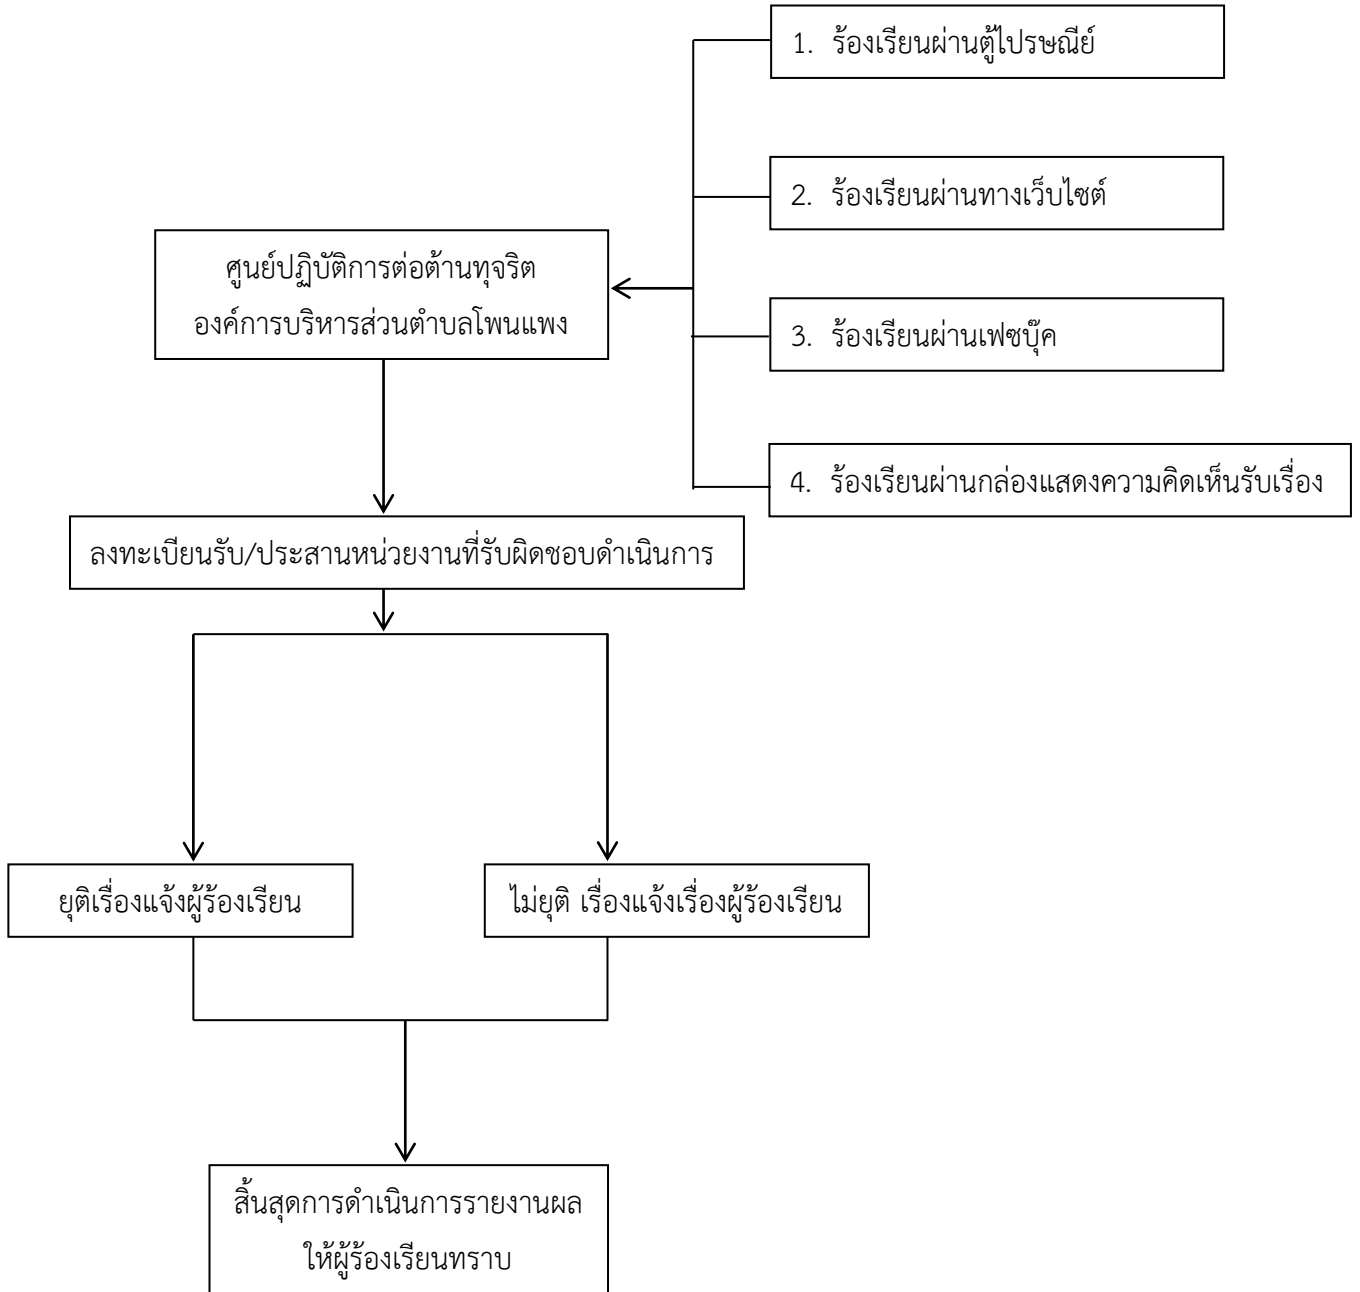 1. ร้องเรียนผ่านตู้ไปรษณีย์
2. ร้องเรียนผ่านทางเว็บไซต์
ศูนย์ปฏิบัติการต่อต้านทุจริต
องค์การบริหารส่วนตำบลโพนแพง
3. ร้องเรียนผ่านเฟซบุ๊ค
4. ร้องเรียนผ่านกล่องแสดงความคิดเห็นรับเรื่อง
ลงทะเบียนรับ/ประสานหน่วยงานที่รับผิดชอบดำเนินการ
ยุติเรื่องแจ้งผู้ร้องเรียน
ไม่ยุติ เรื่องแจ้งเรื่องผู้ร้องเรียน
สิ้นสุดการดำเนินการรายงานผล
ให้ผู้ร้องเรียนทราบ